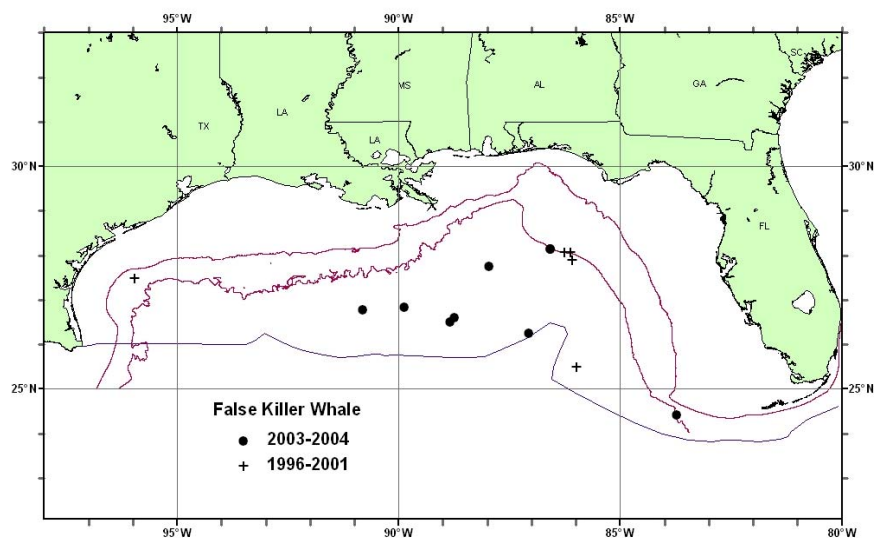 95°W 90°W 85°W 80°W
SC
MS AL GA
LA
TX
LA
30°N 30°N
FL
25°N 25°N
False Killer Whale
2003-2004
1996-2001
95°W 90°W 85°W 80°W